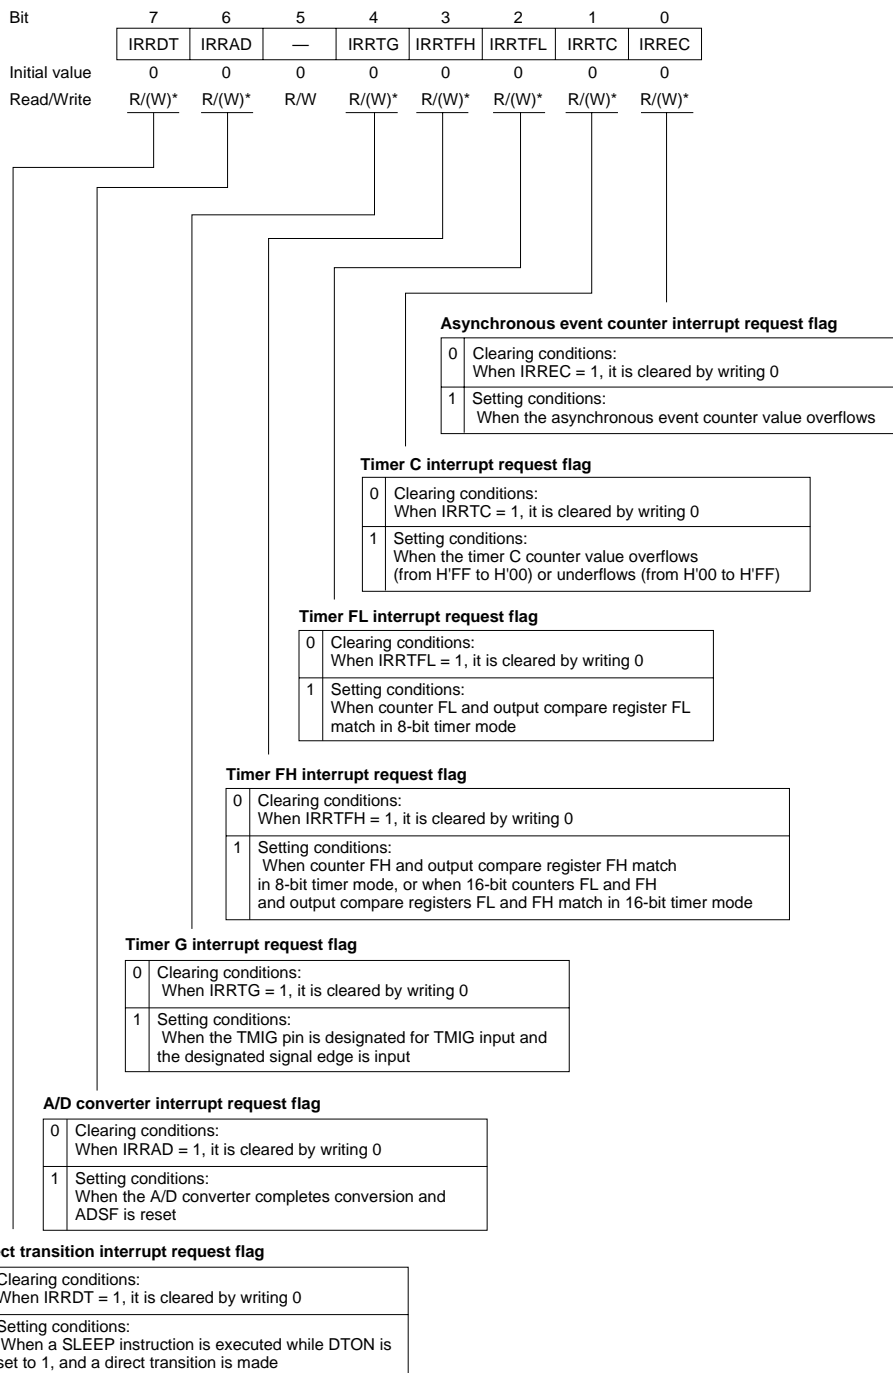 Bit 7 6 5 4 3 2 1 0
IRRDT IRRAD — IRRTG IRRTFH IRRTFL IRRTC IRREC
Initial value 0 0 0 0 0 0 0 0
Read/Write R/(W)* R/(W)* R/W R/(W)* R/(W)* R/(W)* R/(W)* R/(W)*
Asynchronous event counter interrupt request flag
0 Clearing conditions:
When IRREC = 1, it is cleared by writing 0
1 Setting conditions:
When the asynchronous event counter value overflows
Timer C interrupt request flag
0 Clearing conditions:
When IRRTC = 1, it is cleared by writing 0
1 Setting conditions:
When the timer C counter value overflows
(from H'FF to H'00) or underflows (from H'00 to H'FF)
Timer FL interrupt request flag
0 Clearing conditions:
When IRRTFL = 1, it is cleared by writing 0
1 Setting conditions:
When counter FL and output compare register FL
match in 8-bit timer mode
Timer FH interrupt request flag
0 Clearing conditions:
When IRRTFH = 1, it is cleared by writing 0
1 Setting conditions:
When counter FH and output compare register FH match
in 8-bit timer mode, or when 16-bit counters FL and FH
and output compare registers FL and FH match in 16-bit timer mode
Timer G interrupt request flag
0 Clearing conditions:
When IRRTG = 1, it is cleared by writing 0
1 Setting conditions:
When the TMIG pin is designated for TMIG input and
the designated signal edge is input
A/D converter interrupt request flag
0 Clearing conditions:
When IRRAD = 1, it is cleared by writing 0
1 Setting conditions:
When the A/D converter completes conversion and
ADSF is reset
ct transition interrupt request flag
Clearing conditions:
When IRRDT = 1, it is cleared by writing 0
Setting conditions:
When a SLEEP instruction is executed while DTON is
set to 1, and a direct transition is made